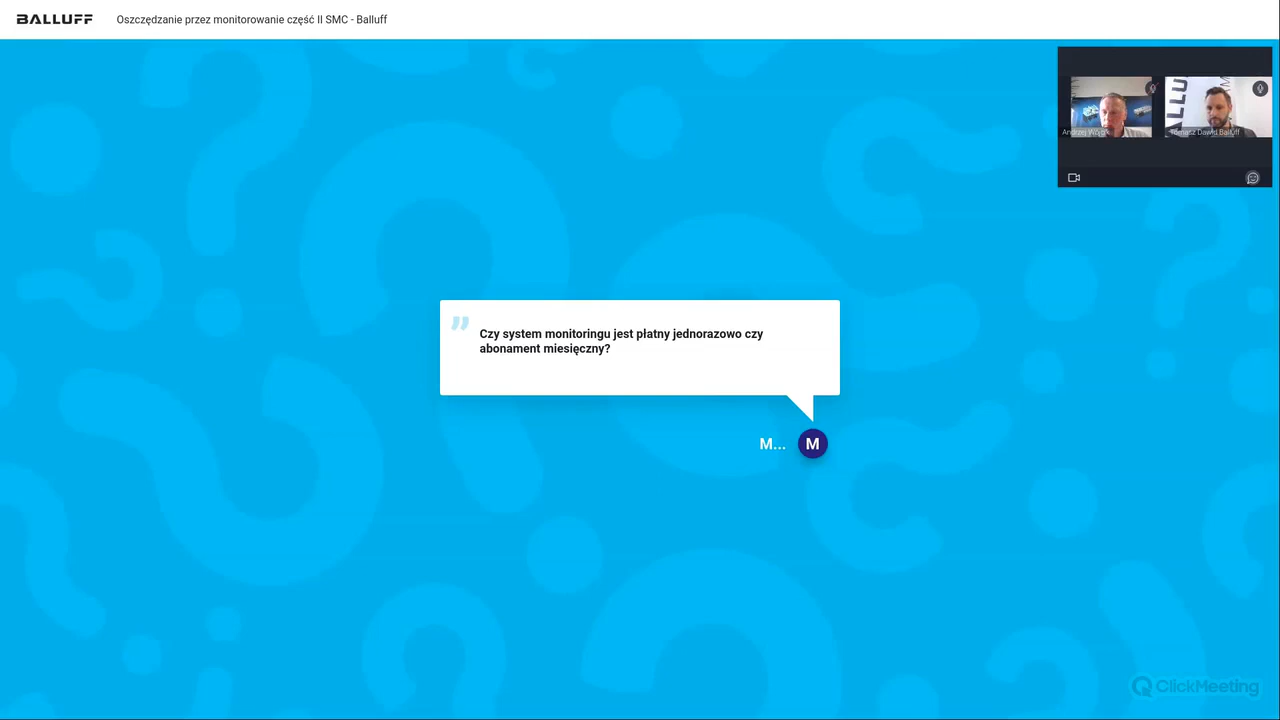 BALLUFF
Oszczędzanie przez monitorowanie część II SMC - Balluff
ALLU
Andrzej Wójcik
Tomasz Dawid Balluff
Czy system monitoringu jest płatny jednorazowo czy
abonament miesięczny?
M...
M
ClickMeeting